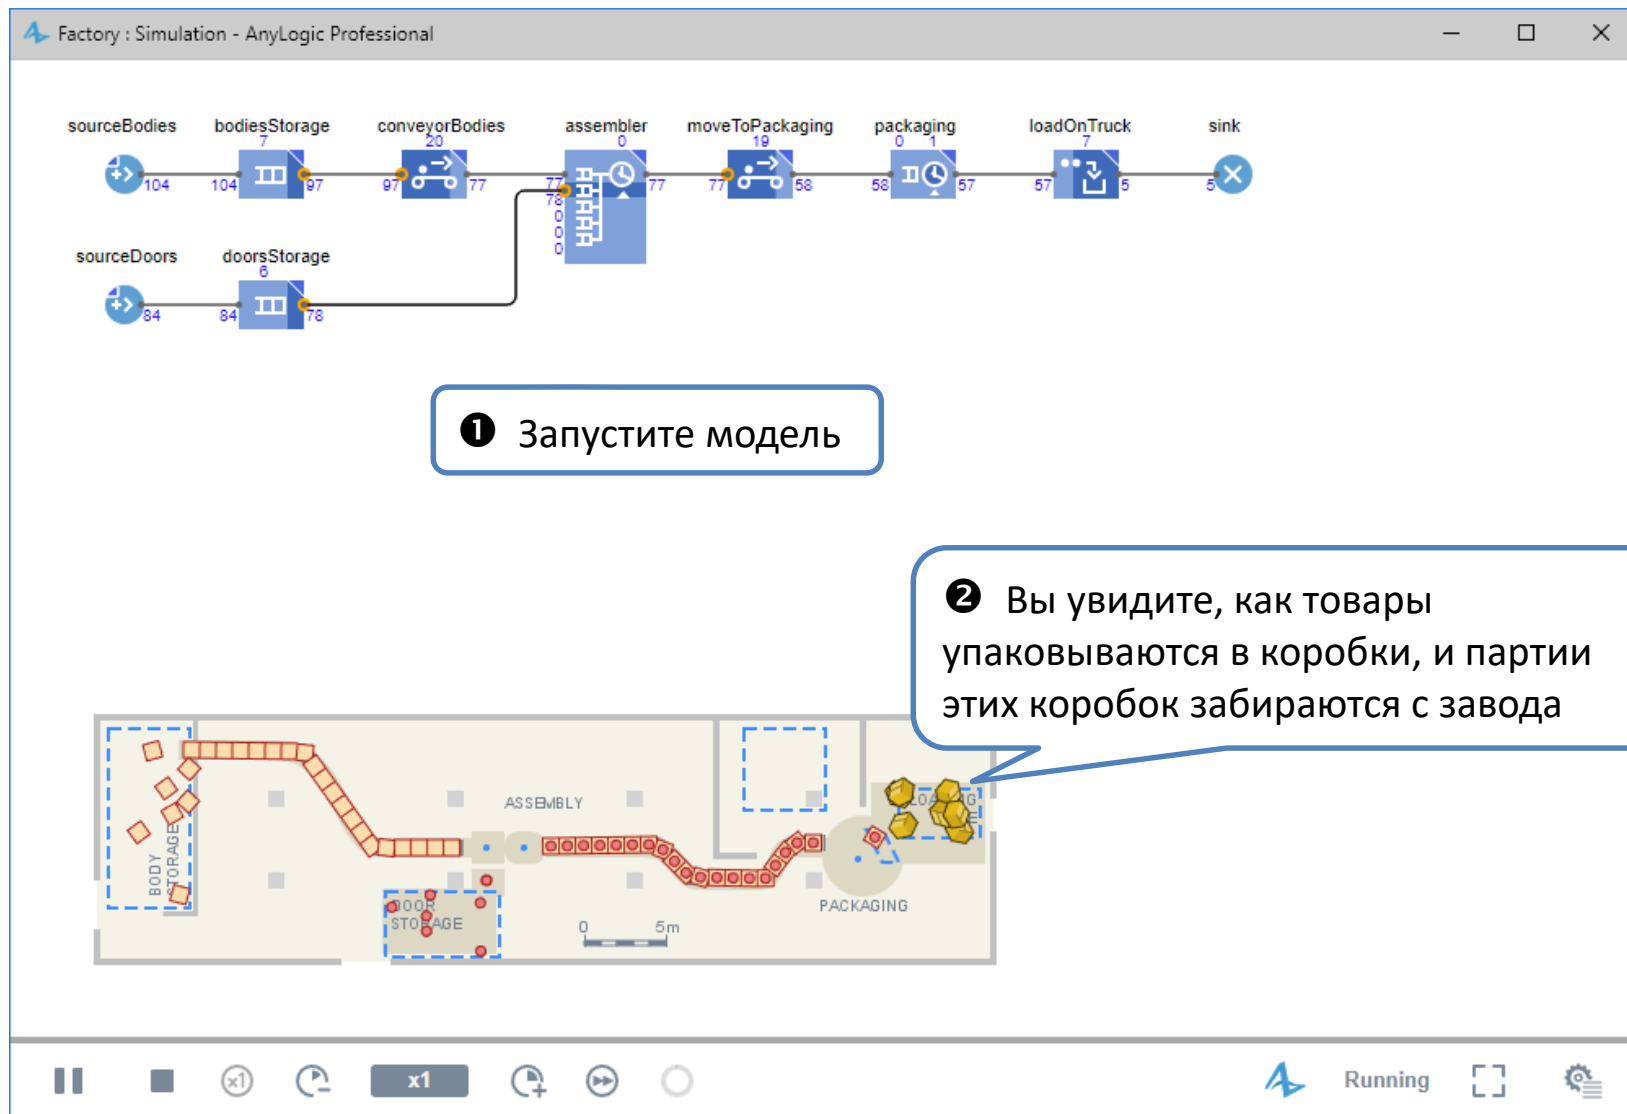 Factory : Simulation - AnyLogic Professional
sourceBodies bodiesStorage conveyorBodies assembler moveToPackaging packaging loadOnTruck sink
7 20 0 19 0 1 7
104 104 97 97 77 77 77 77 58 58 57 57 5 5
78
0
0
0
sourceDoors doorsStorage
6
84 84 78
❶ Запустите модель
❷ Вы увидите, как товары
упаковываются в коробки, и партии
этих коробок забираются с завода
ASSEMBLY
BODY
STORAGE
DOOR
STORAGE
0 5m
PACKAGING
x1 x1 Running